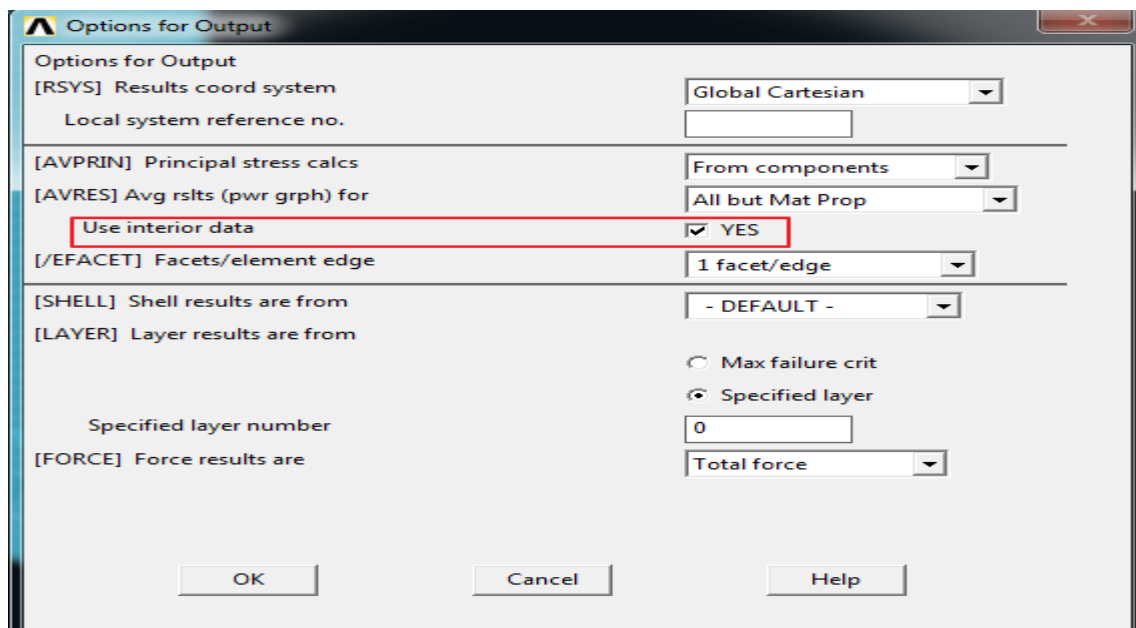 Options for Output
Options for Output
[RSYS] Results coord system Global Cartesian
Local system reference no.
[AVPRIN] Principal stress calcs From components
[AVRES] Avg rslts (pwr grph) for All but Mat Prop
Use interior data YES
[/EFACET] Facets/element edge 1 facet/edge
[SHELL] Shell results are from - DEFAULT -
[LAYER] Layer results are from
Max failure crit
Specified layer
Specified layer number 0
[FORCE] Force results are Total force
OK Cancel Help